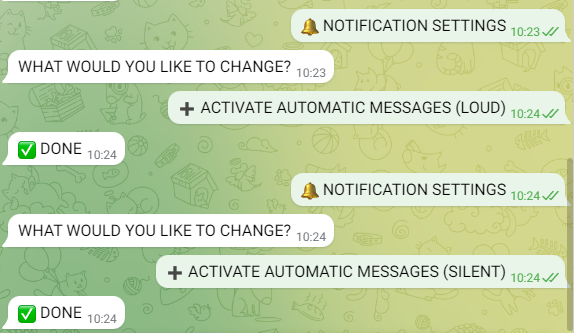 🔔 NOTIFICATION SETTINGS 10:23
WHAT WOULD YOU LIKE TO CHANGE? 10:23
➕ ACTIVATE AUTOMATIC MESSAGES (LOUD) 10:24
✅ DONE 10:24
🔔 NOTIFICATION SETTINGS 10:24
WHAT WOULD YOU LIKE TO CHANGE? 10:24
➕ ACTIVATE AUTOMATIC MESSAGES (SILENT) 10:24
✅ DONE 10:24